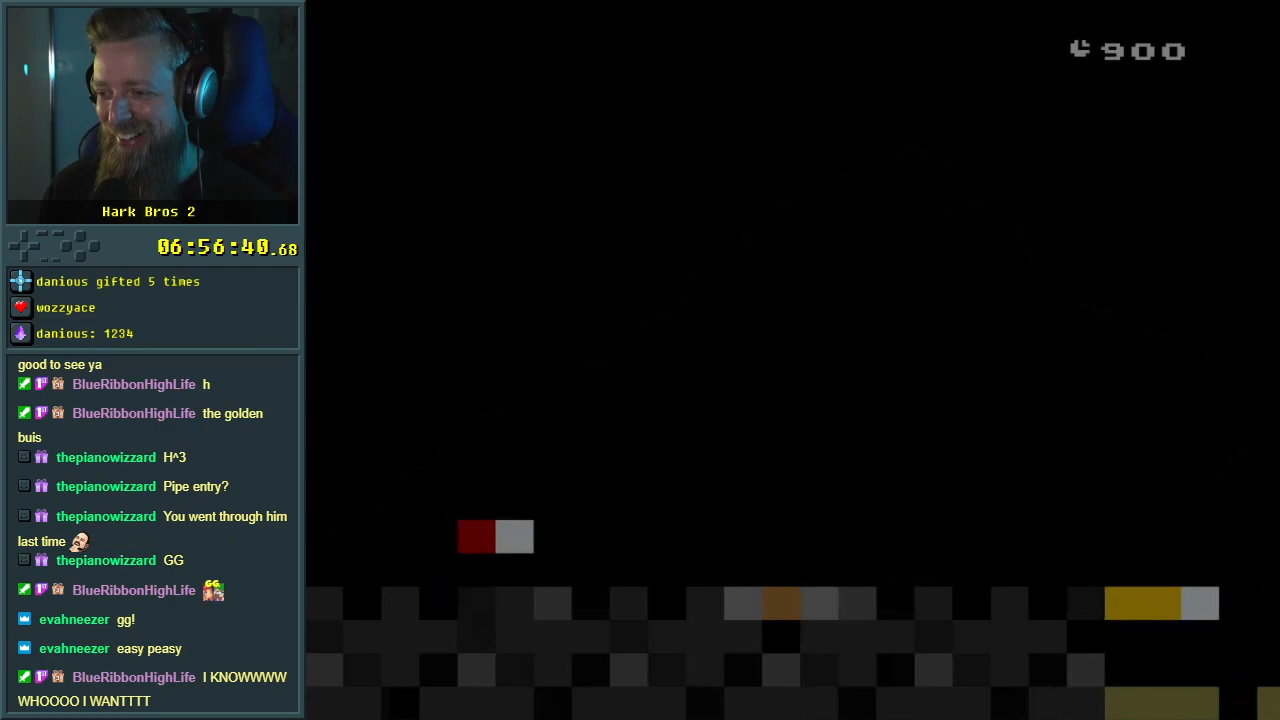 900
Hark Bros 2
06:56:40.68
danious gifted 5 times
wozzyace
danious: 1234
good to see ya
BlueRibbonHighLife h
BlueRibbonHighLife the golden
buis
thepianowizzard H^3
thepianowizzard Pipe entry?
thepianowizzard You went through him
last time
thepianowizzard GG
BlueRibbonHighLife GG
evahneezer gg!
evahneezer easy peasy
BlueRibbonHighLife I KNOWWWW
WHOOOO I WANTTTT